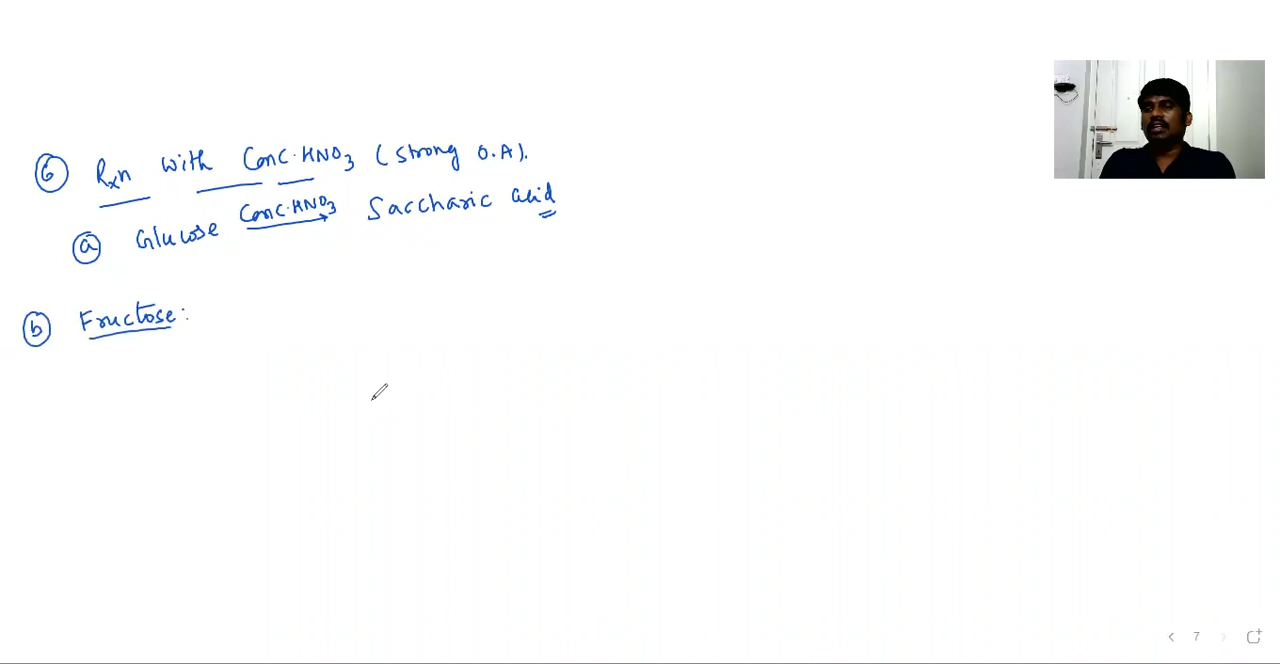 6 Rxn with Conc. HNO3 (strong O.A).
a Glucose Conc. HNO3 → Saccharic acid
b Fructose:
7